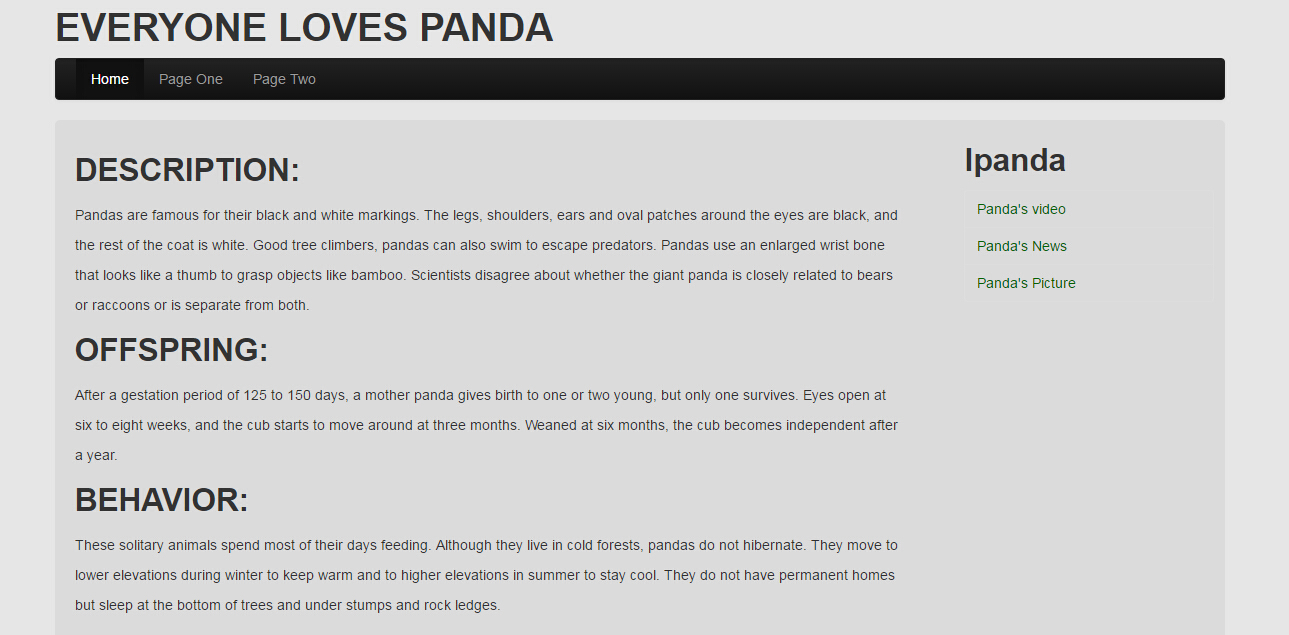 EVERYONE LOVES PANDA
Home Page One Page Two
DESCRIPTION:
Pandas are famous for their black and white markings. The legs, shoulders, ears and oval patches around the eyes are black, and
the rest of the coat is white. Good tree climbers, pandas can also swim to escape predators. Pandas use an enlarged wrist bone
that looks like a thumb to grasp objects like bamboo. Scientists disagree about whether the giant panda is closely related to bears
or raccoons or is separate from both.
OFFSPRING:
After a gestation period of 125 to 150 days, a mother panda gives birth to one or two young, but only one survives. Eyes open at
six to eight weeks, and the cub starts to move around at three months. Weaned at six months, the cub becomes independent after
a year.
BEHAVIOR:
These solitary animals spend most of their days feeding. Although they live in cold forests, pandas do not hibernate. They move to
lower elevations during winter to keep warm and to higher elevations in summer to stay cool. They do not have permanent homes
but sleep at the bottom of trees and under stumps and rock ledges.
Ipanda
Panda's video
Panda's News
Panda's Picture